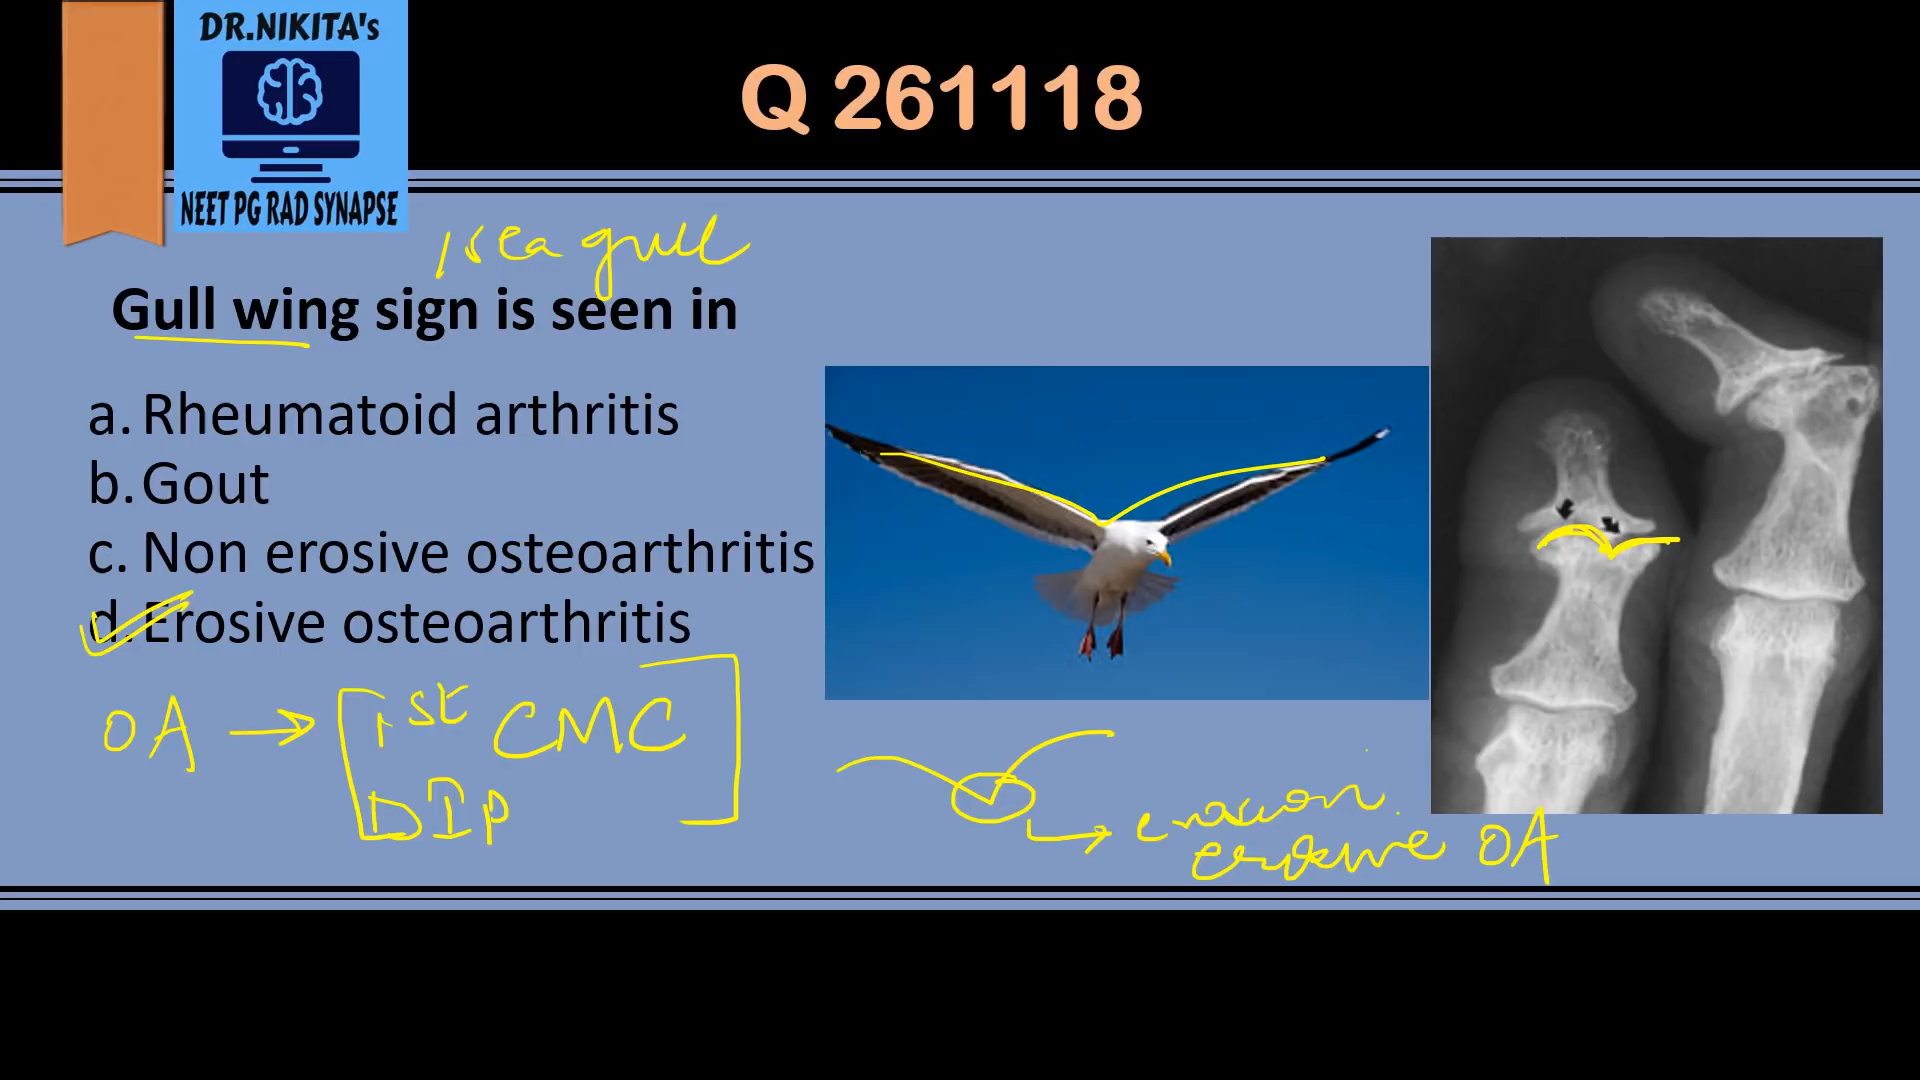 DR.NIKITA's
NEET PG RAD SYNAPSE
Q 261118
/sea gull
Gull wing sign is seen in
a. Rheumatoid arthritis
b. Gout
c. Non erosive osteoarthritis
d. Erosive osteoarthritis
OA → 1st CMC
DIP
erosion
erosive OA